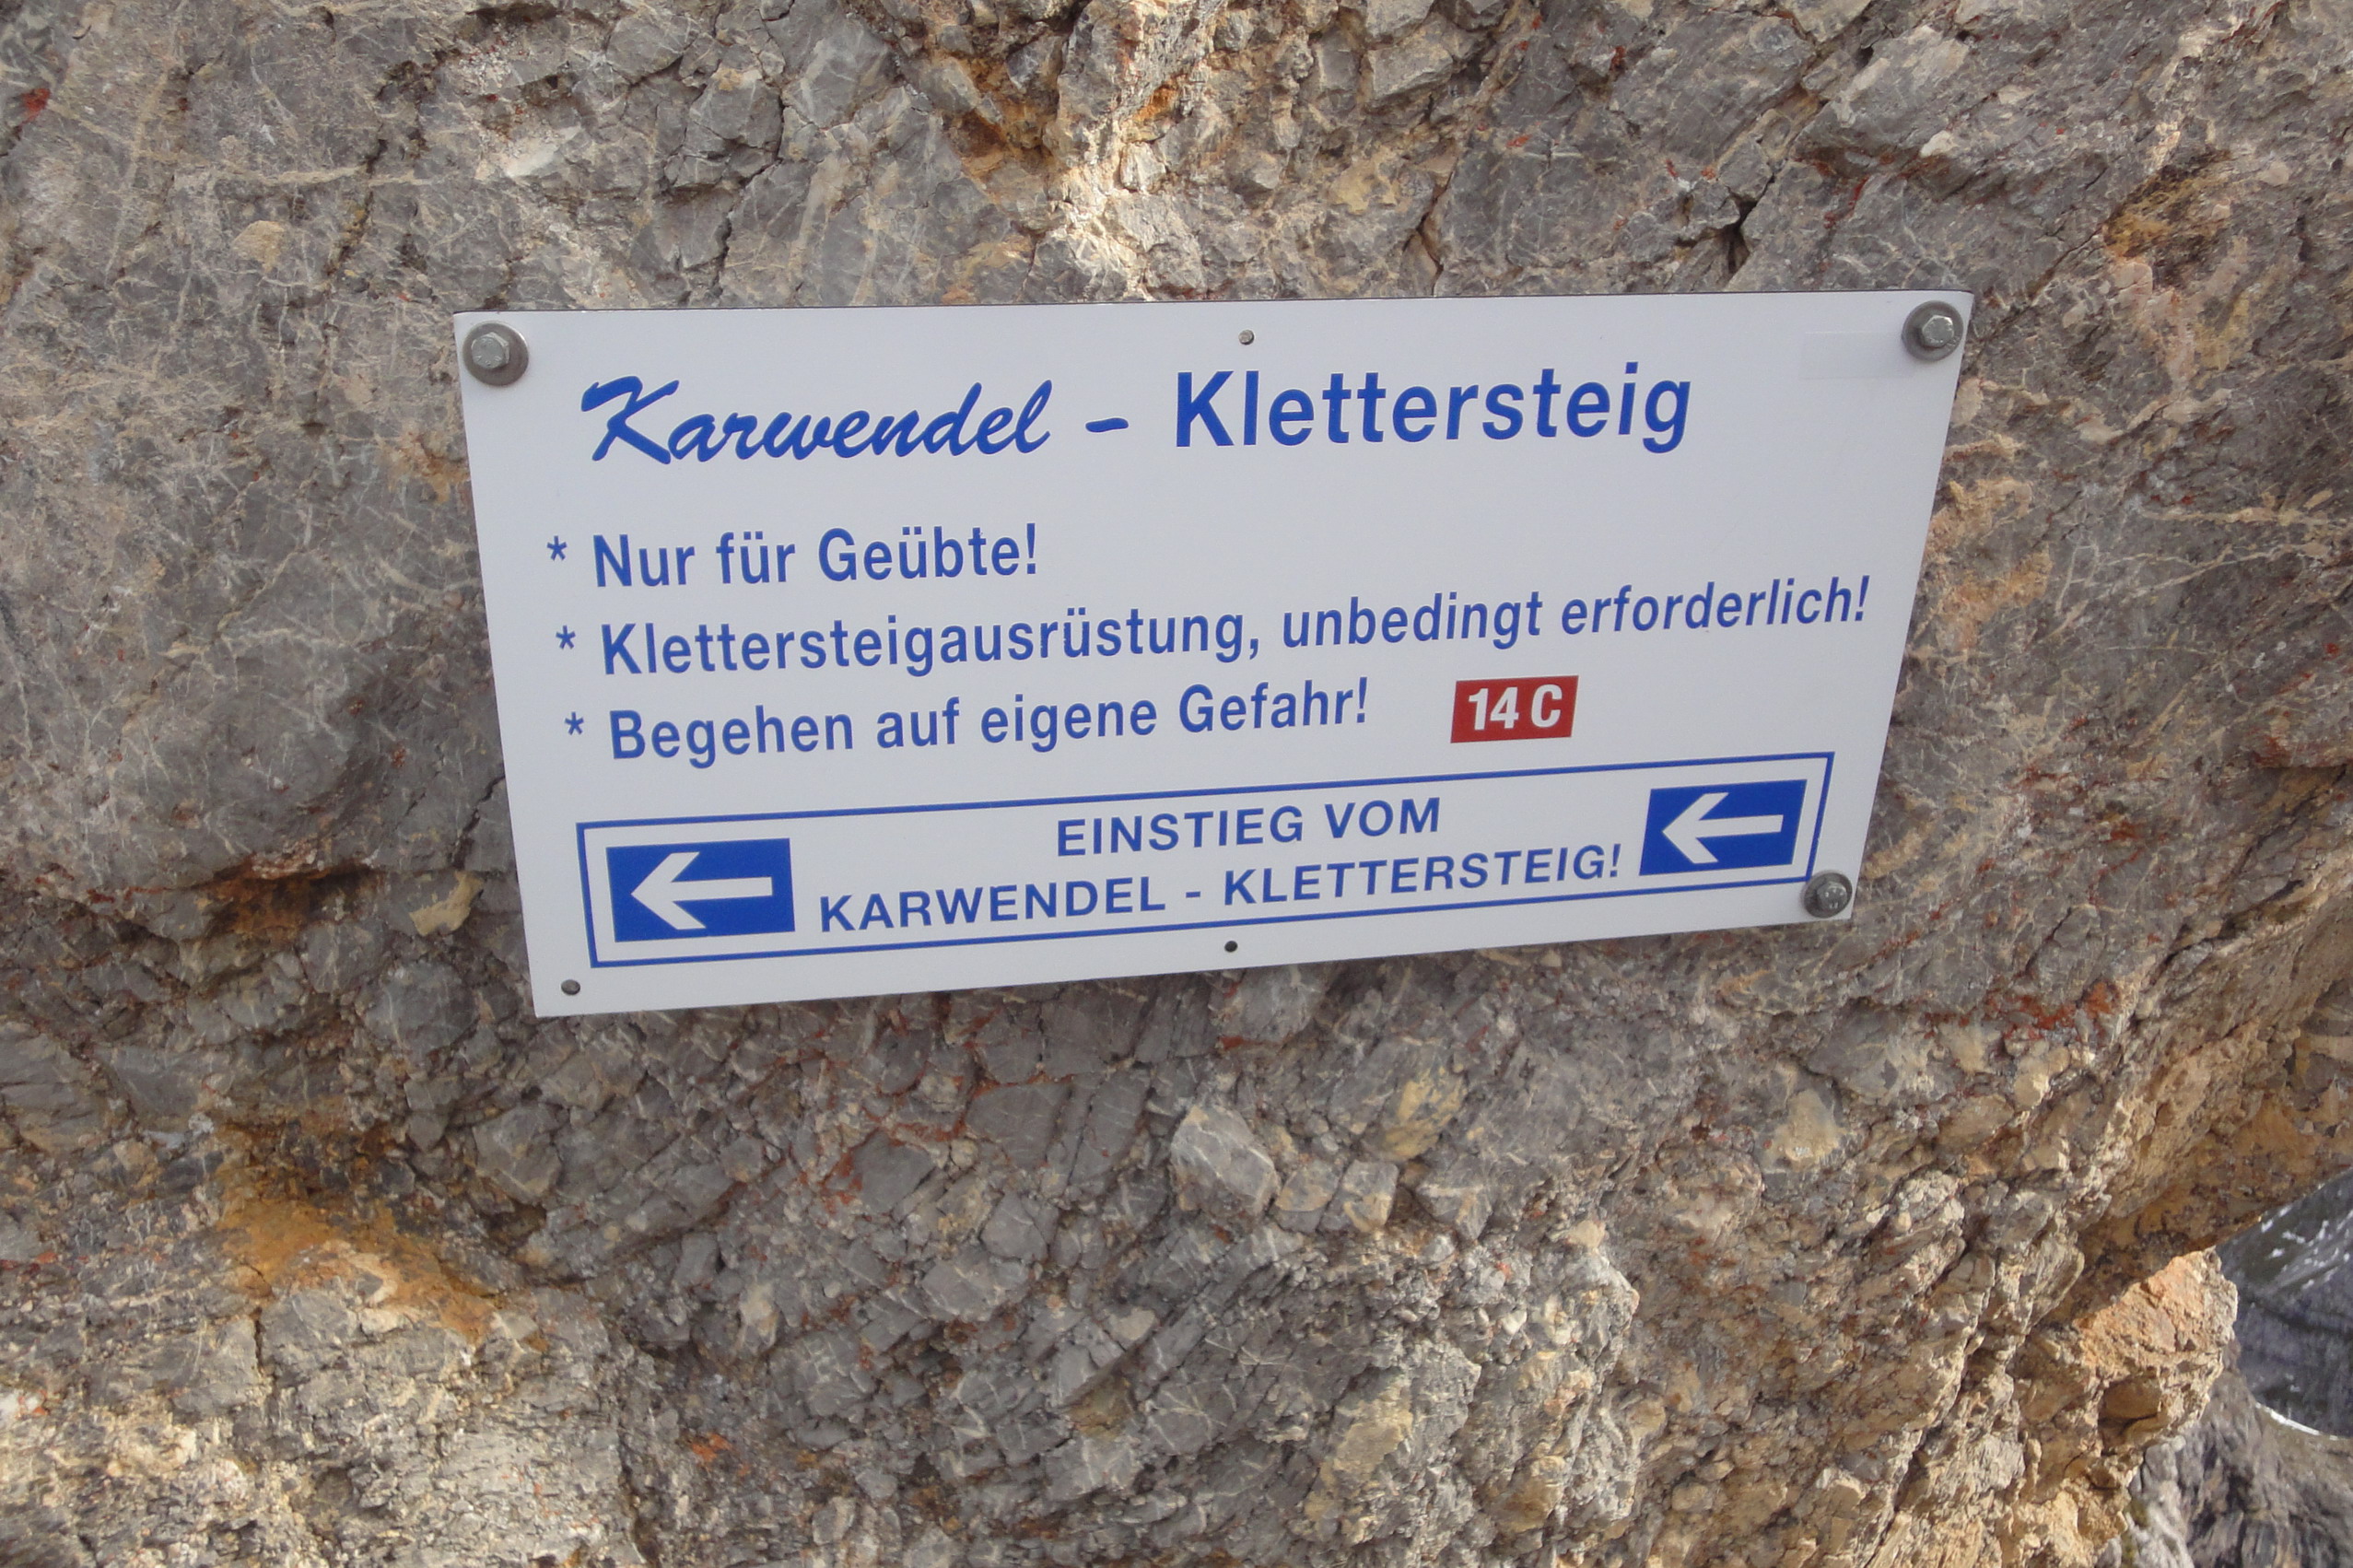 Karwendel - Klettersteig
* Nur für Geübte!
* Klettersteigausrüstung, unbedingt erforderlich!
* Begehen auf eigene Gefahr! 14 C
EINSTIEG VOM
KARWENDEL - KLETTERSTEIG!